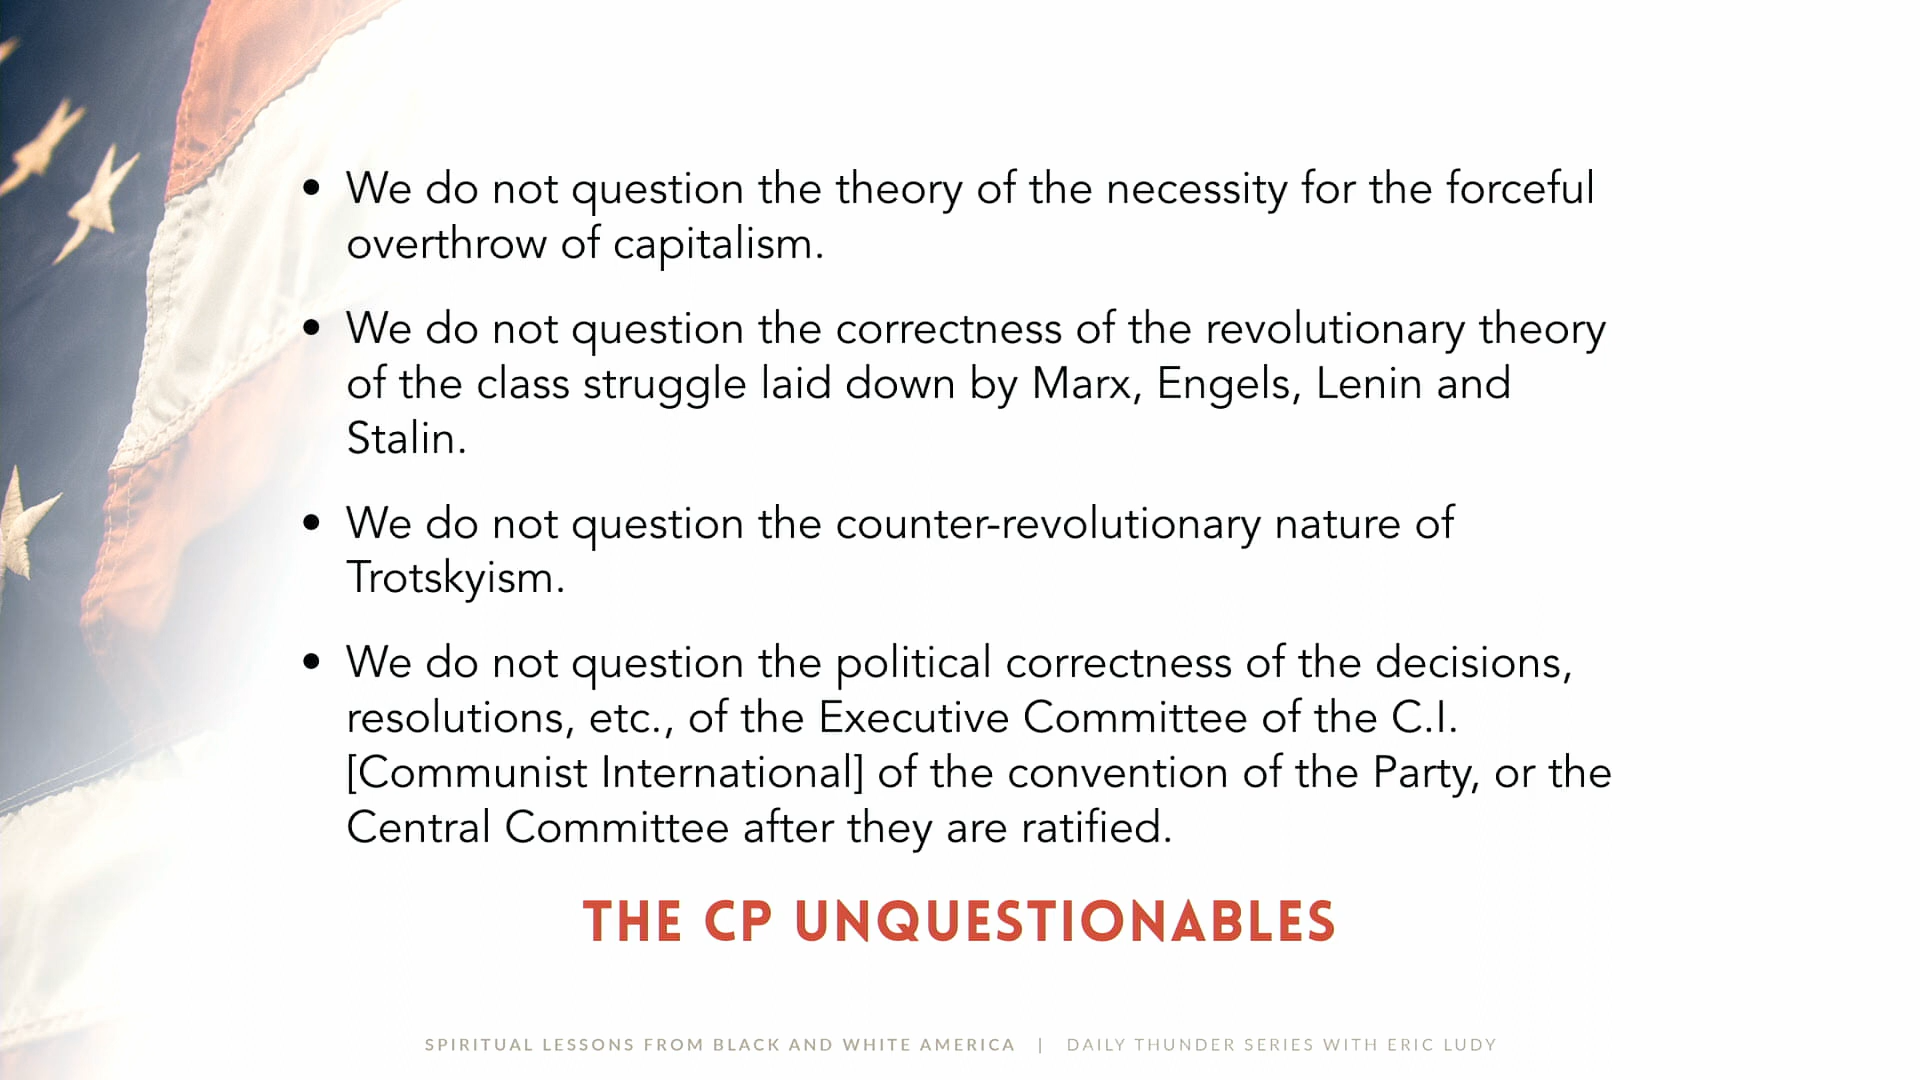 • We do not question the theory of the necessity for the forceful
overthrow of capitalism.
• We do not question the correctness of the revolutionary theory
of the class struggle laid down by Marx, Engels, Lenin and
Stalin.
• We do not question the counter-revolutionary nature of
Trotskyism.
• We do not question the political correctness of the decisions,
resolutions, etc., of the Executive Committee of the C.I.
[Communist International] of the convention of the Party, or the
Central Committee after they are ratified.
THE CP UNQUESTIONABLES
SPIRITUAL LESSONS FROM BLACK AND WHITE AMERICA | DAILY THUNDER SERIES WITH ERIC LUDY